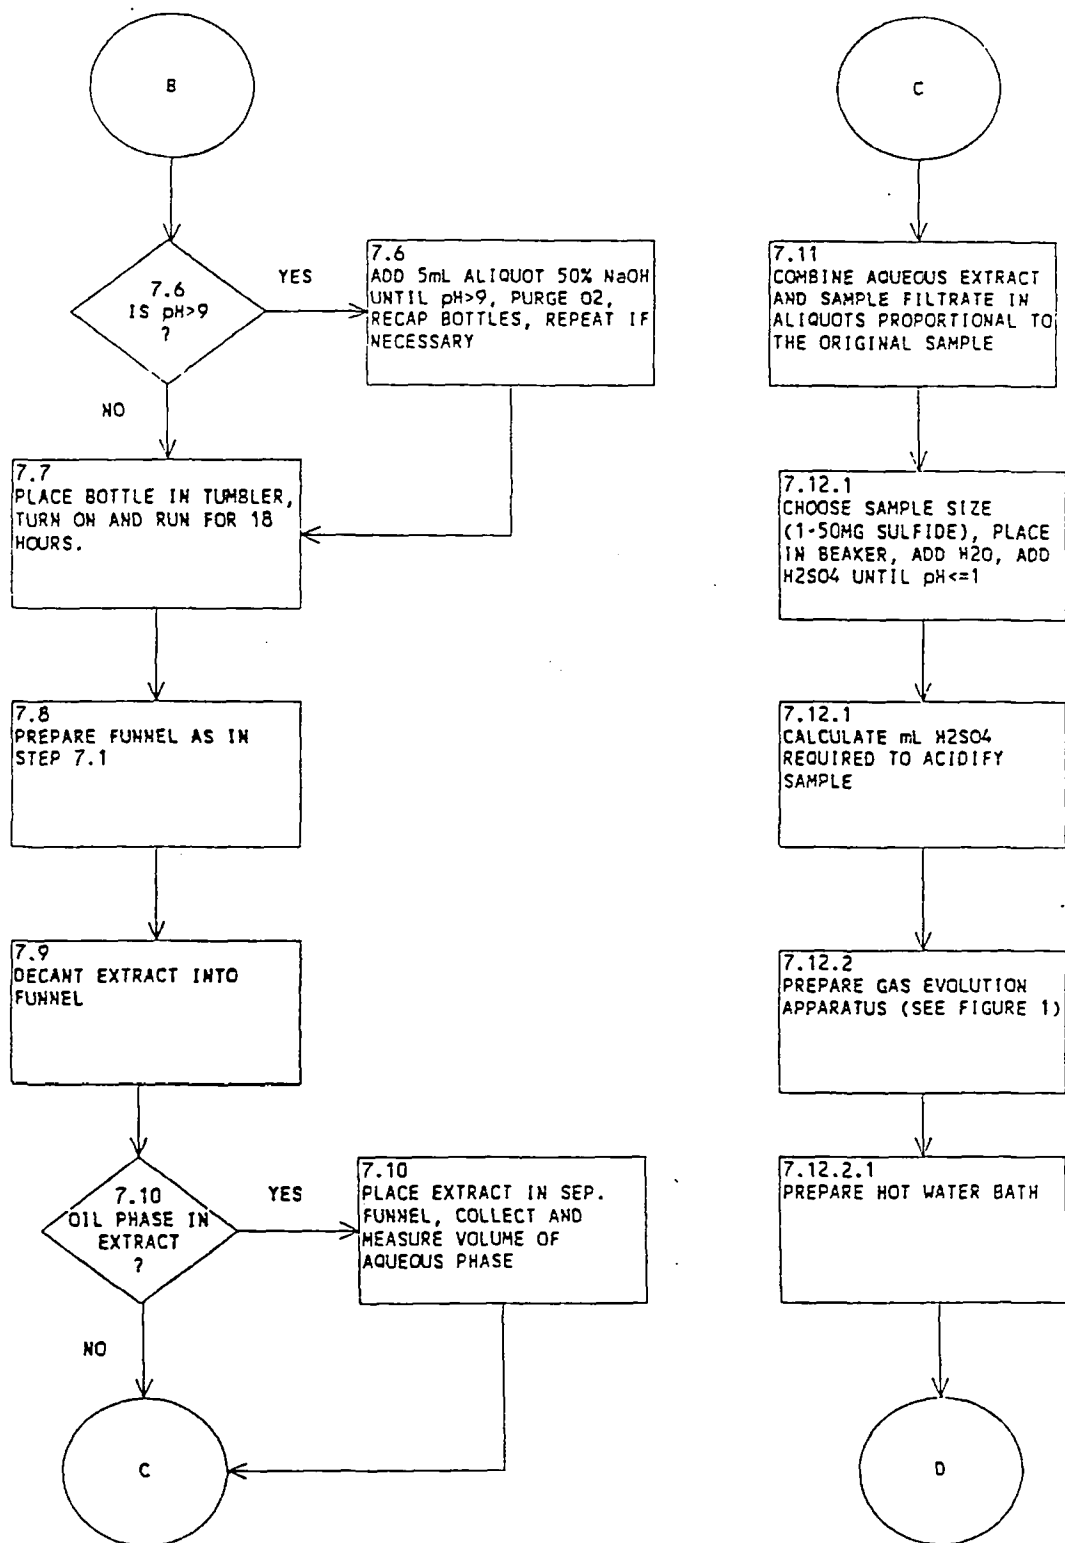 B
7.6
IS pH>9
?
YES
NO
7.6
ADD 5mL ALIQUOT 50% NaOH
UNTIL pH>9, PURGE O2,
RECAP BOTTLES, REPEAT IF
NECESSARY
7.7
PLACE BOTTLE IN TUMBLER,
TURN ON AND RUN FOR 18
HOURS.
7.8
PREPARE FUNNEL AS IN
STEP 7.1
7.9
DECANT EXTRACT INTO
FUNNEL
7.10
OIL PHASE IN
EXTRACT
?
YES
NO
7.10
PLACE EXTRACT IN SEP.
FUNNEL, COLLECT AND
MEASURE VOLUME OF
AQUEOUS PHASE
C
C
7.11
COMBINE AQUEOUS EXTRACT
AND SAMPLE FILTRATE IN
ALIQUOTS PROPORTIONAL TO
THE ORIGINAL SAMPLE
7.12.1
CHOOSE SAMPLE SIZE
(1-50MG SULFIDE), PLACE
IN BEAKER, ADD H2O, ADD
H2SO4 UNTIL pH<=1
7.12.1
CALCULATE mL H2SO4
REQUIRED TO ACIDIFY
SAMPLE
7.12.2
PREPARE GAS EVOLUTION
APPARATUS (SEE FIGURE 1)
7.12.2.1
PREPARE HOT WATER BATH
D